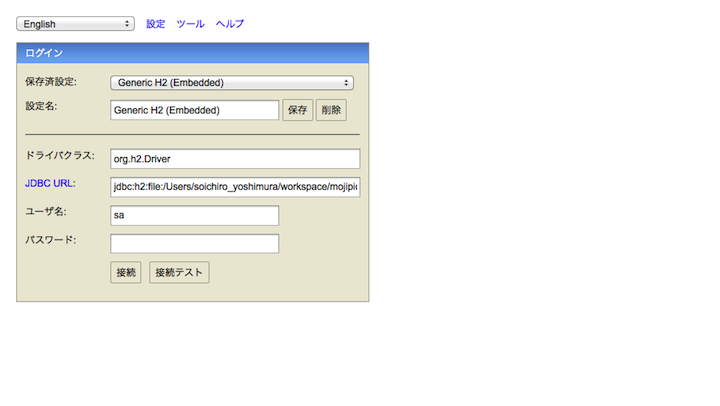 English 設定 ツール ヘルプ
ログイン
保存済設定: Generic H2 (Embedded)
設定名: Generic H2 (Embedded) 保存 削除
ドライバクラス: org.h2.Driver
JDBC URL: jdbc:h2:file:/Users/soichiro_yoshimura/workspace/mojipic
ユーザ名: sa
パスワード:
接続 接続テスト